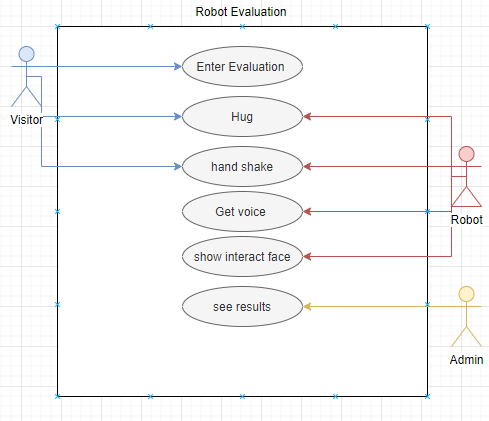 Robot Evaluation
Enter Evaluation
Visitor
Hug
hand shake
Get voice
Robot
show interact face
see results
Admin